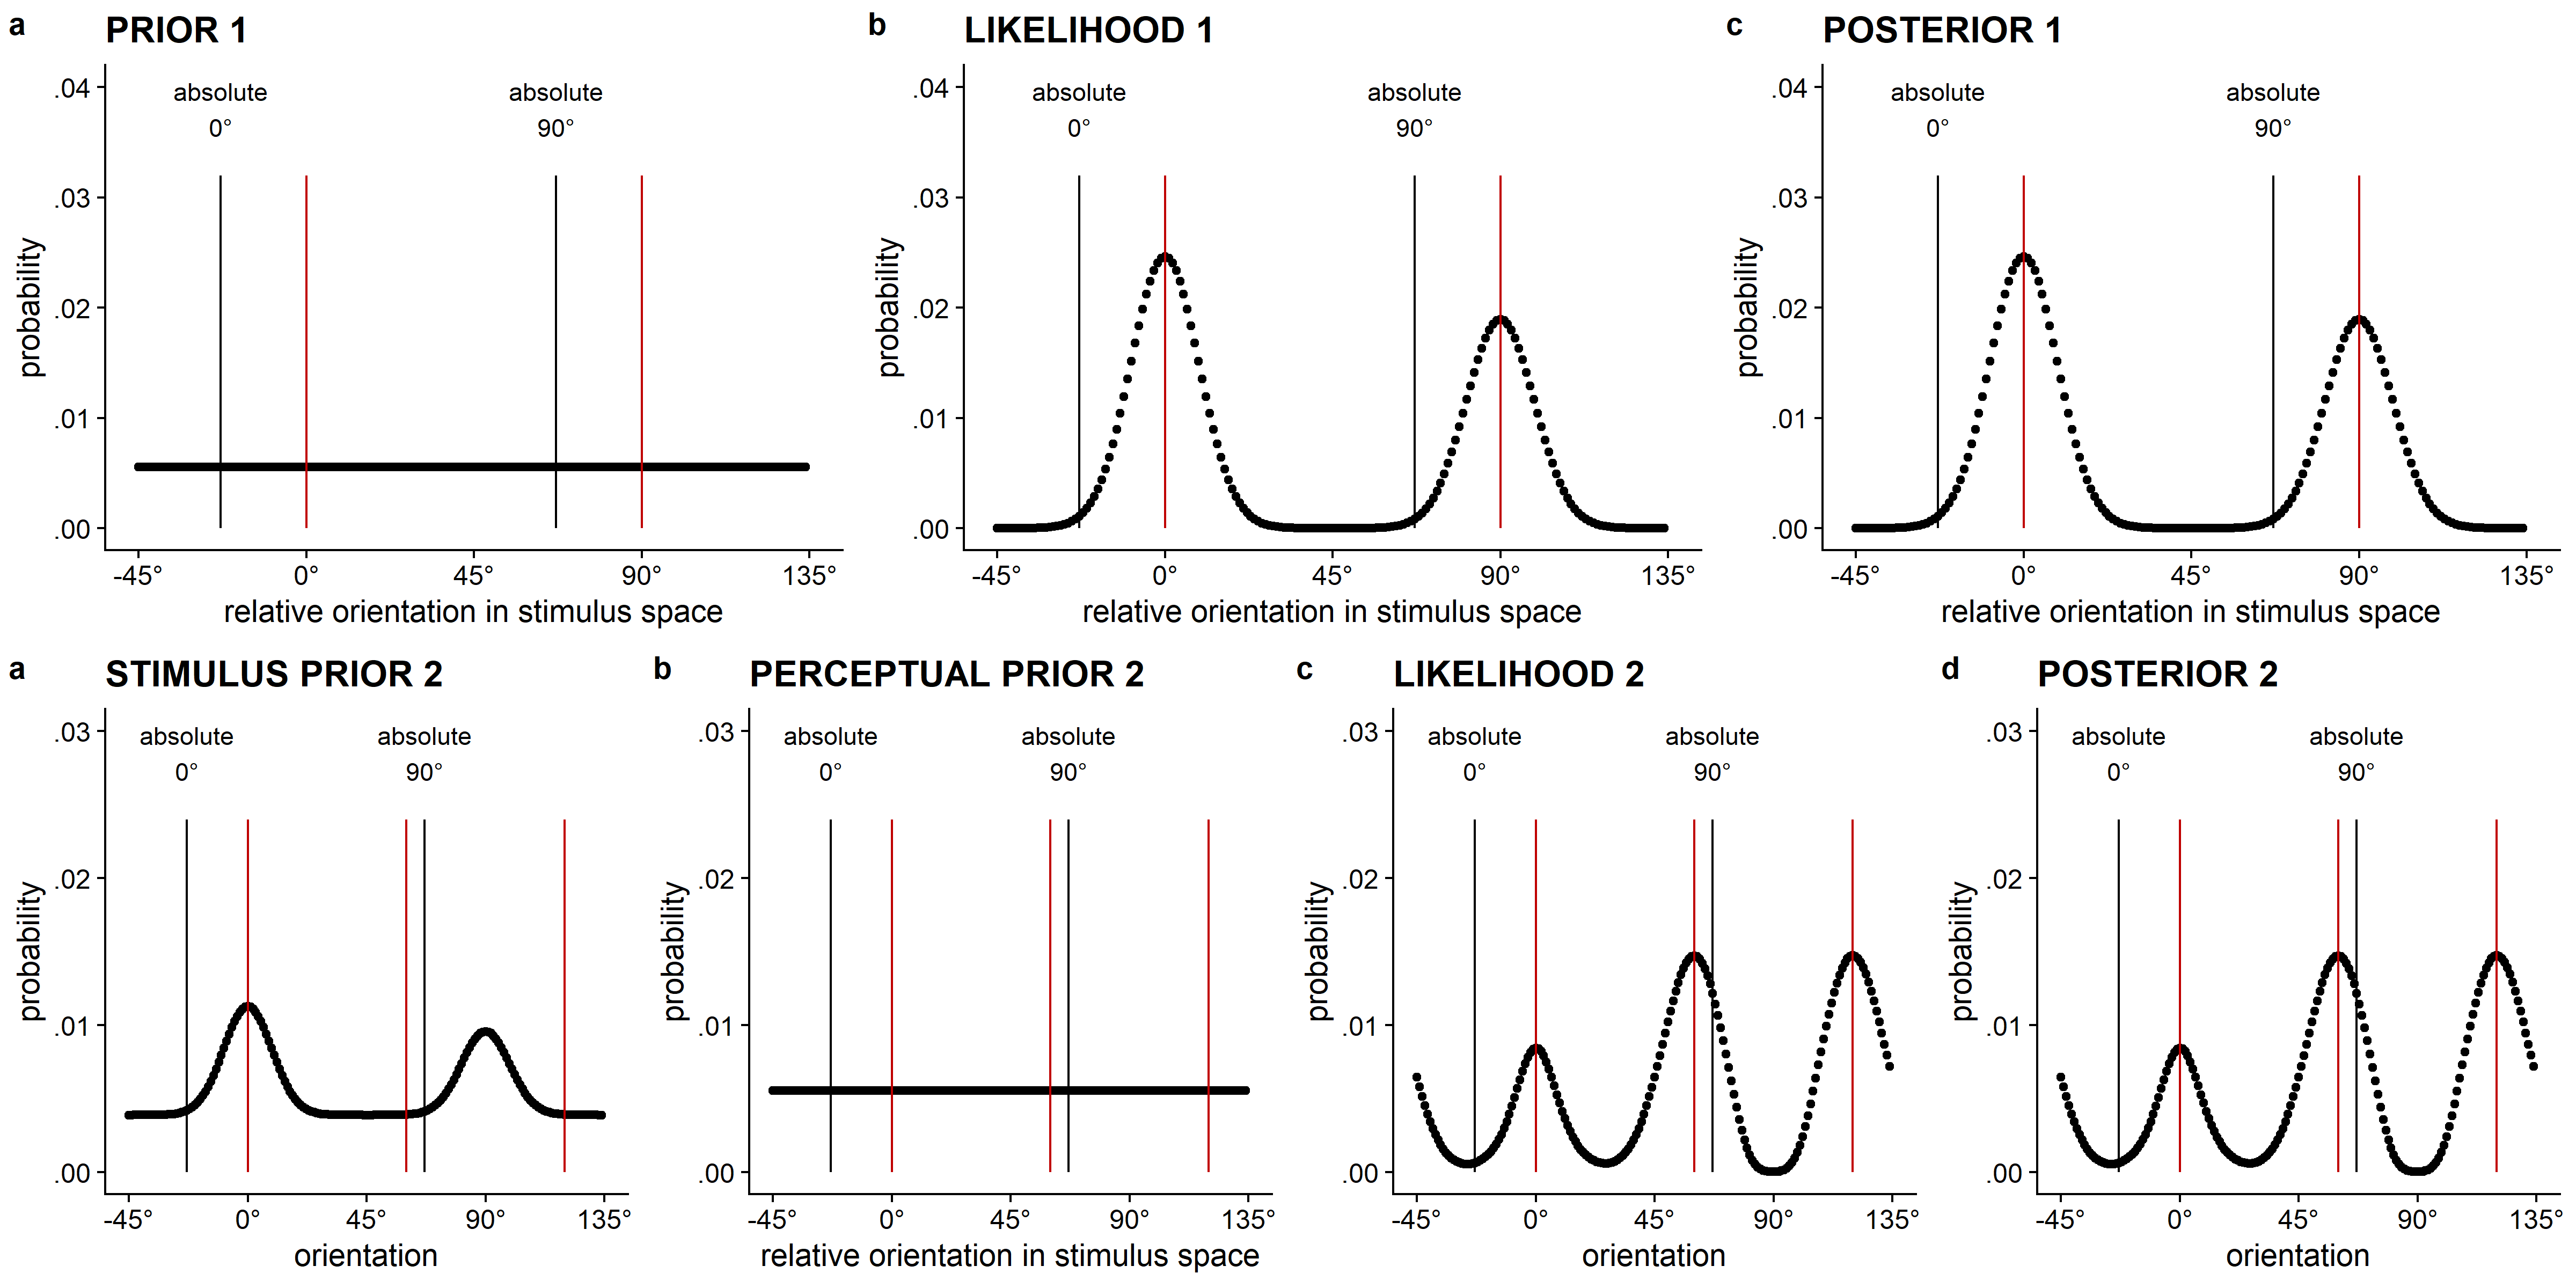 a PRIOR 1
absolute absolute
0° 90°
.04
.03
.02
.01
.00
probability
-45° 0° 45° 90° 135°
relative orientation in stimulus space
b LIKELIHOOD 1
absolute absolute
0° 90°
.04
.03
.02
.01
.00
probability
-45° 0° 45° 90° 135°
relative orientation in stimulus space
c POSTERIOR 1
absolute absolute
0° 90°
.04
.03
.02
.01
.00
probability
-45° 0° 45° 90° 135°
relative orientation in stimulus space
a STIMULUS PRIOR 2
absolute absolute
0° 90°
.03
.02
.01
.00
probability
-45° 0° 45° 90° 135°
orientation
b PERCEPTUAL PRIOR 2
absolute absolute
0° 90°
.03
.02
.01
.00
probability
-45° 0° 45° 90° 135°
relative orientation in stimulus space
c LIKELIHOOD 2
absolute absolute
0° 90°
.03
.02
.01
.00
probability
-45° 0° 45° 90° 135°
orientation
d POSTERIOR 2
absolute absolute
0° 90°
.03
.02
.01
.00
probability
-45° 0° 45° 90° 135°
orientation